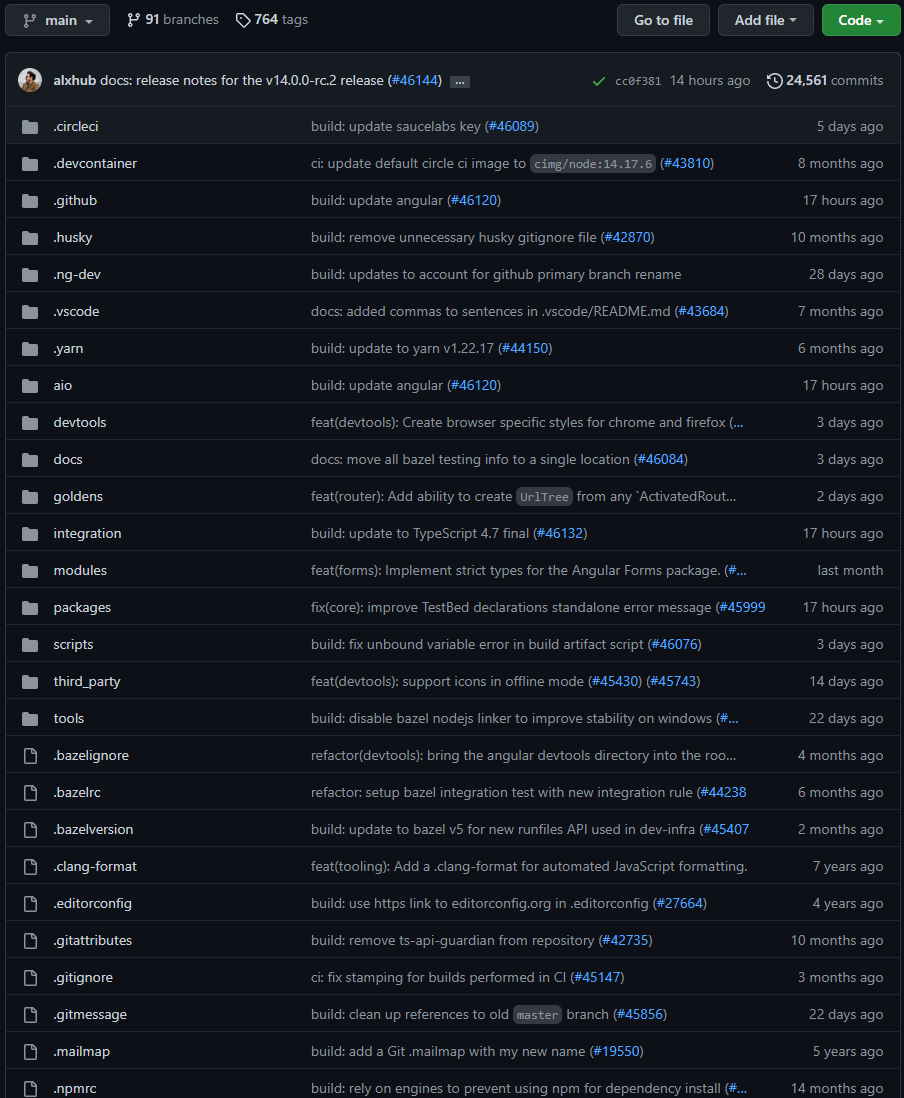 main 91 branches 764 tags Go to file Add file Code
alxhub docs: release notes for the v14.0.0-rc.2 release (#46144) ... cc0f381 14 hours ago 24,561 commits
.circleci build: update saucelabs key (#46089) 5 days ago
.devcontainer ci: update default circle ci image to cimg/node:14.17.6 (#43810) 8 months ago
.github build: update angular (#46120) 17 hours ago
.husky build: remove unnecessary husky gitignore file (#42870) 10 months ago
.ng-dev build: updates to account for github primary branch rename 28 days ago
.vscode docs: added commas to sentences in .vscode/README.md (#43684) 7 months ago
.yarn build: update to yarn v1.22.17 (#44150) 6 months ago
aio build: update angular (#46120) 17 hours ago
devtools feat(devtools): Create browser specific styles for chrome and firefox (... 3 days ago
docs docs: move all bazel testing info to a single location (#46084) 3 days ago
goldens feat(router): Add ability to create UrlTree from any `ActivatedRout... 2 days ago
integration build: update to TypeScript 4.7 final (#46132) 17 hours ago
modules feat(forms): Implement strict types for the Angular Forms package. (#... last month
packages fix(core): improve TestBed declarations standalone error message (#45999 17 hours ago
scripts build: fix unbound variable error in build artifact script (#46076) 3 days ago
third_party feat(devtools): support icons in offline mode (#45430) (#45743) 14 days ago
tools build: disable bazel nodejs linker to improve stability on windows (#... 22 days ago
.bazelignore refactor(devtools): bring the angular devtools directory into the roo... 4 months ago
.bazelrc refactor: setup bazel integration test with new integration rule (#44238 6 months ago
.bazelversion build: update to bazel v5 for new runfiles API used in dev-infra (#45407 2 months ago
.clang-format feat(tooling): Add a .clang-format for automated JavaScript formatting. 7 years ago
.editorconfig build: use https link to editorconfig.org in .editorconfig (#27664) 4 years ago
.gitattributes build: remove ts-api-guardian from repository (#42735) 10 months ago
.gitignore ci: fix stamping for builds performed in CI (#45147) 3 months ago
.gitmessage build: clean up references to old master branch (#45856) 22 days ago
.mailmap build: add a Git .mailmap with my new name (#19550) 5 years ago
.npmrc build: rely on engines to prevent using npm for dependency install (#... 14 months ago